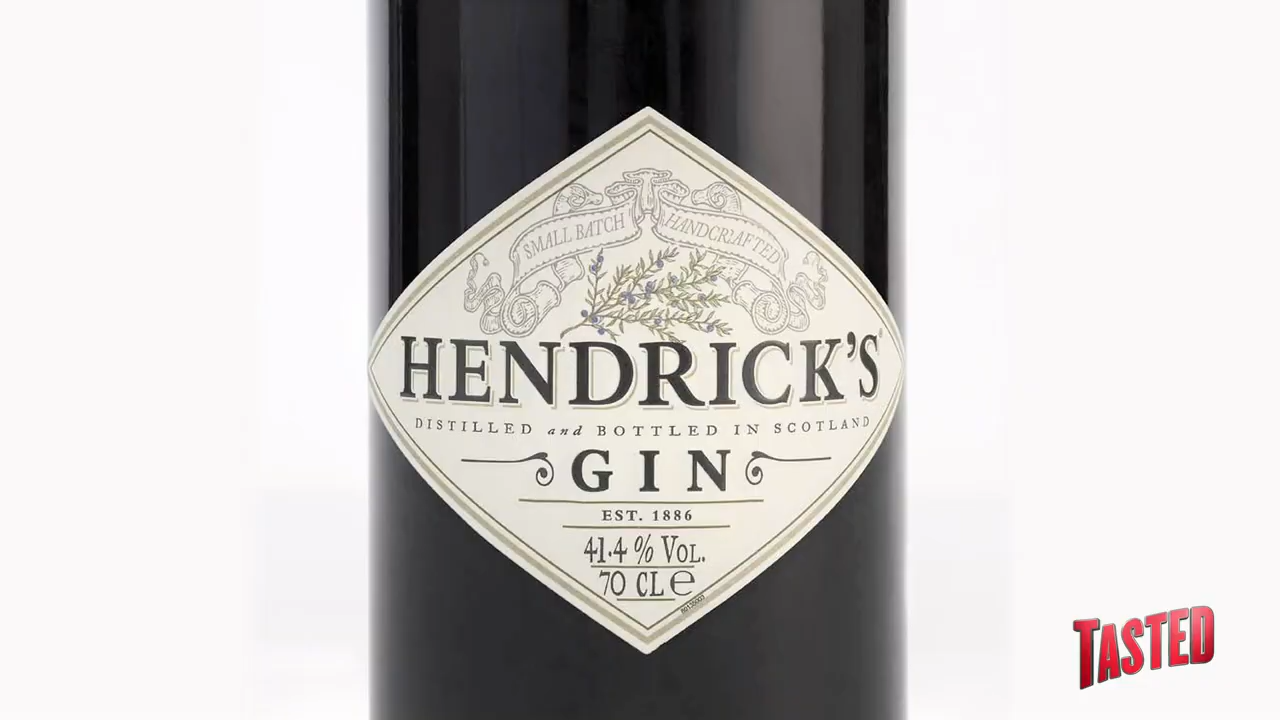 SMALL BATCH HANDCRAFTED
HENDRICK'S
DISTILLED and BOTTLED IN SCOTLAND
GIN
EST. 1886
41.4 % VOL.
70 CL e
TASTED